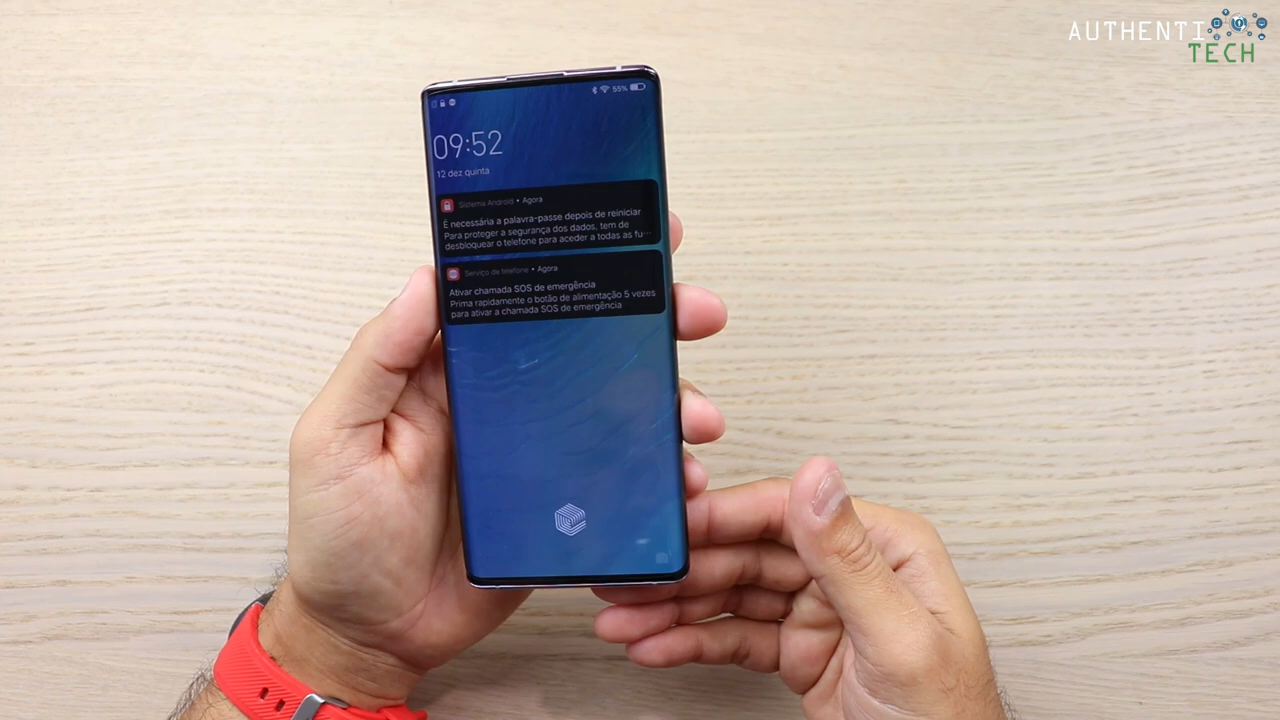 AUTHENTI
TECH
55%
09:52
12 dez quinta
Sistema Android • Agora
É necessária a palavra-passe depois de reiniciar
Para proteger a segurança dos dados, tem de
desbloquear o telefone para aceder a todas as fu...
Serviço de telefone • Agora
Ativar chamada SOS de emergência
Prima rapidamente o botão de alimentação 5 vezes
para ativar a chamada SOS de emergência